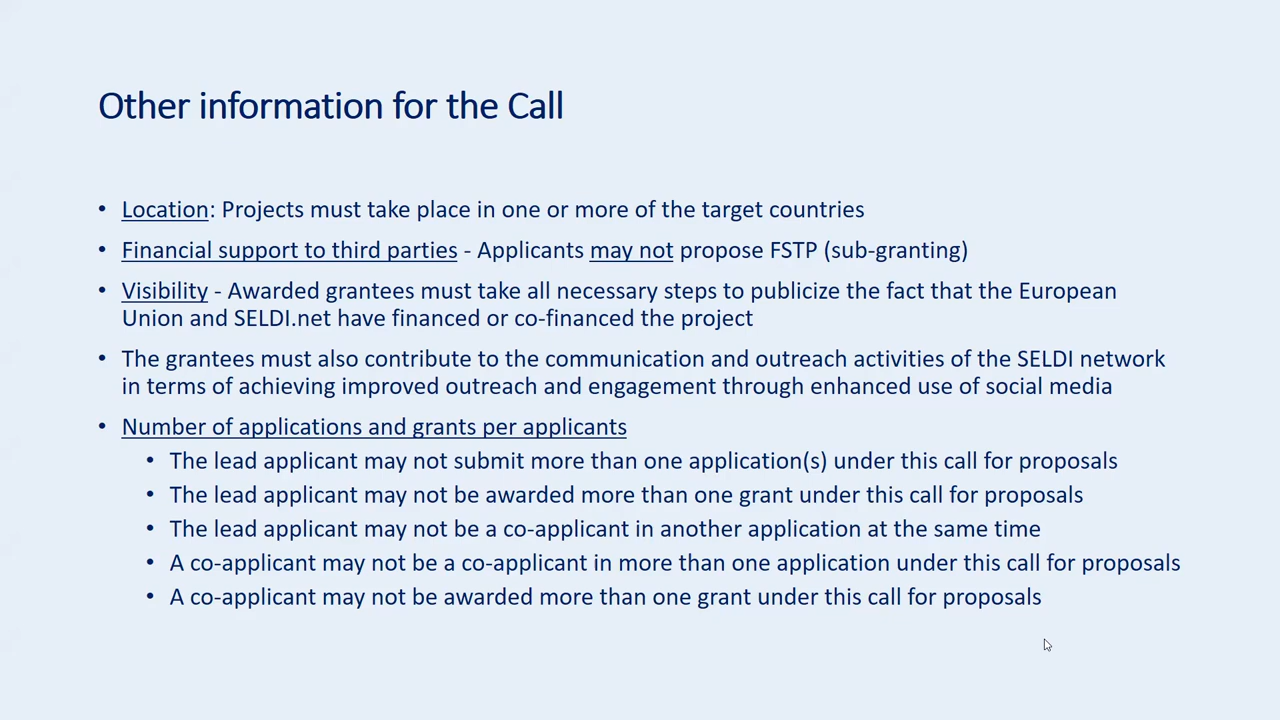 Other information for the Call
• Location: Projects must take place in one or more of the target countries
• Financial support to third parties - Applicants may not propose FSTP (sub-granting)
• Visibility - Awarded grantees must take all necessary steps to publicize the fact that the European
Union and SELDI.net have financed or co-financed the project
• The grantees must also contribute to the communication and outreach activities of the SELDI network
in terms of achieving improved outreach and engagement through enhanced use of social media
• Number of applications and grants per applicants
• The lead applicant may not submit more than one application(s) under this call for proposals
• The lead applicant may not be awarded more than one grant under this call for proposals
• The lead applicant may not be a co-applicant in another application at the same time
• A co-applicant may not be a co-applicant in more than one application under this call for proposals
• A co-applicant may not be awarded more than one grant under this call for proposals